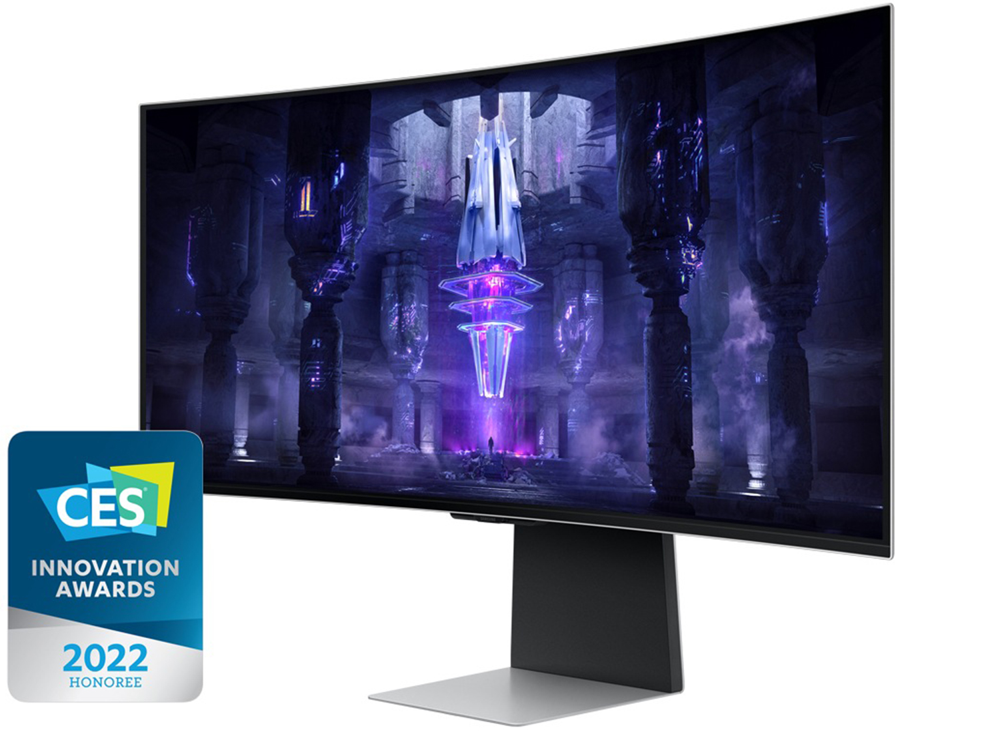 CES®
INNOVATION
AWARDS
2022
HONOREE